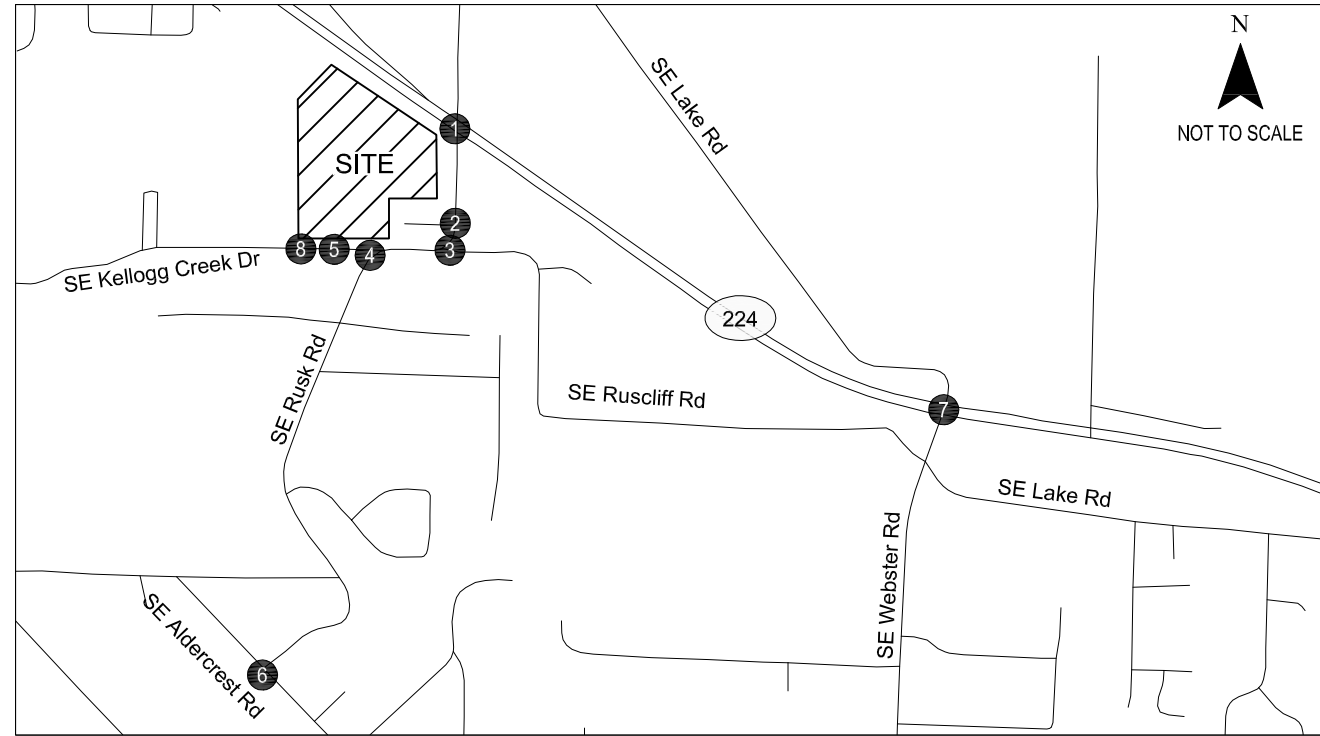 N
NOT TO SCALE
SE Lake Rd
1
SITE
2
8
5
4
3
SE Kellogg Creek Dr
224
SE Rusk Rd
SE Ruscliff Rd
7
SE Lake Rd
SE Webster Rd
SE Aldercrest Rd
6